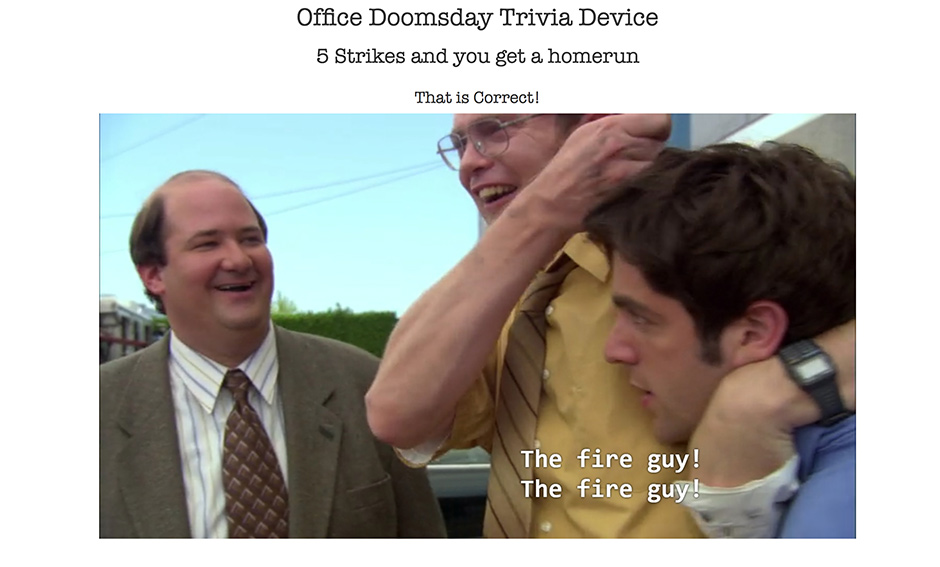 Office Doomsday Trivia Device
5 Strikes and you get a homerun
That is Correct!
The fire guy!
The fire guy!